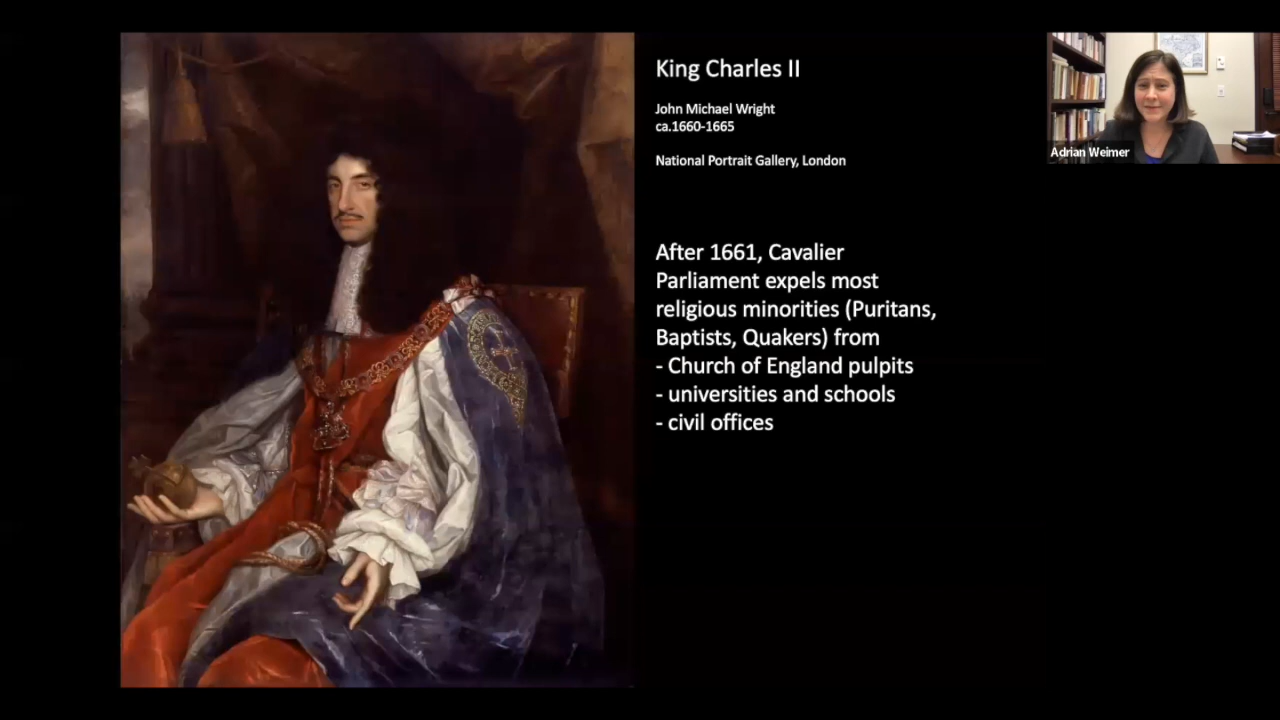 King Charles II
John Michael Wright
ca.1660-1665
National Portrait Gallery, London
After 1661, Cavalier
Parliament expels most
religious minorities (Puritans,
Baptists, Quakers) from
- Church of England pulpits
- universities and schools
- civil offices
Adrian Weimer